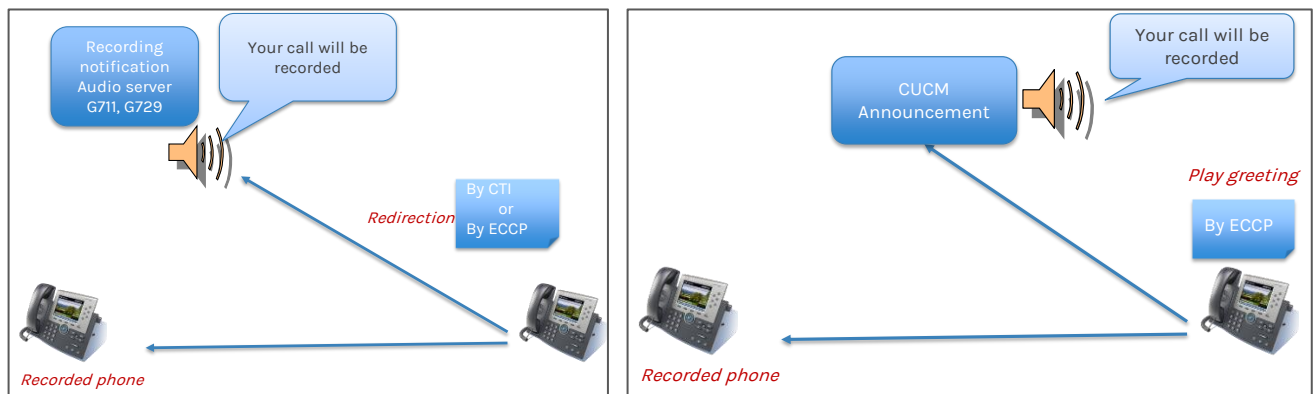 Recording
notification
Audio server
G711, G729
Your call will be
recorded
By CTI
or
By ECCP
Redirection
Recorded phone
Your call will be
recorded
CUCM
Announcement
Play greeting
By ECCP
Recorded phone